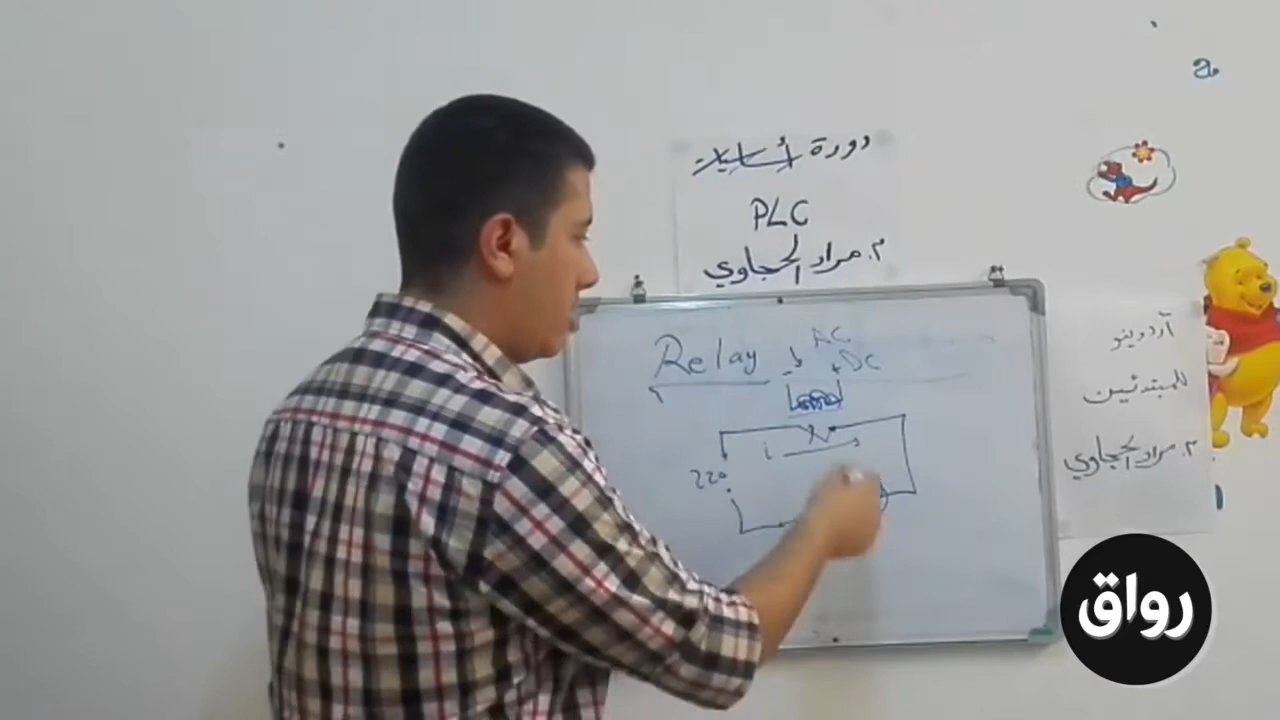 دورة أساسيات
PLC
م. مراد الحجاوي
Relay
AC
DC
i
220
آردوينو
للمبتدئين
م. مراد الحجاوي
رواق